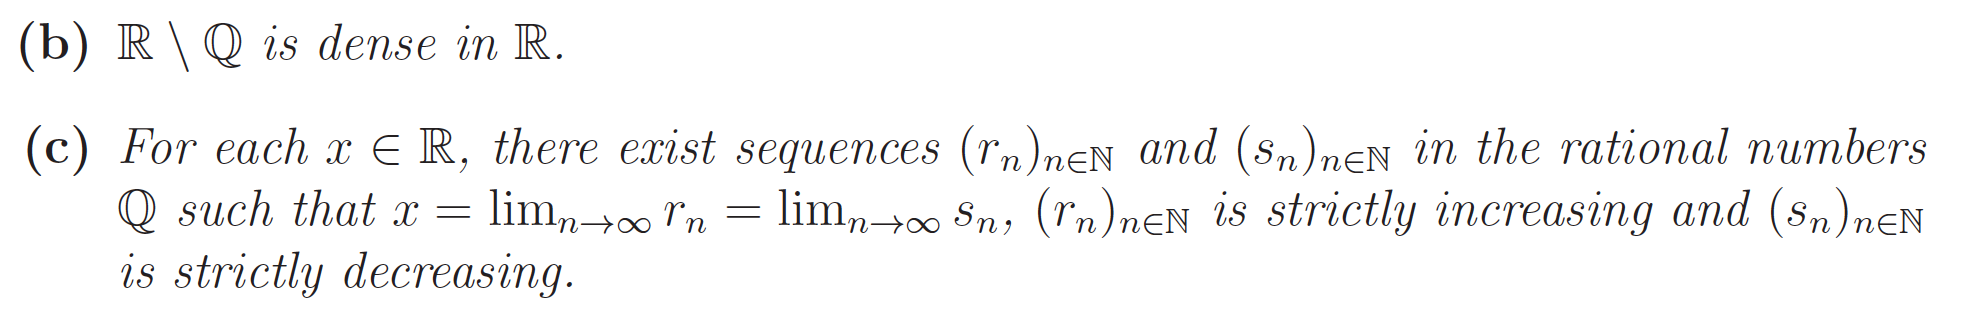 (b) ℝ \ ℚ is dense in ℝ.
(c) For each x ∈ ℝ, there exist sequences (rₙ)ₙ∈ℕ and (sₙ)ₙ∈ℕ in the rational numbers
ℚ such that x = limₙ→∞ rₙ = limₙ→∞ sₙ, (rₙ)ₙ∈ℕ is strictly increasing and (sₙ)ₙ∈ℕ
is strictly decreasing.